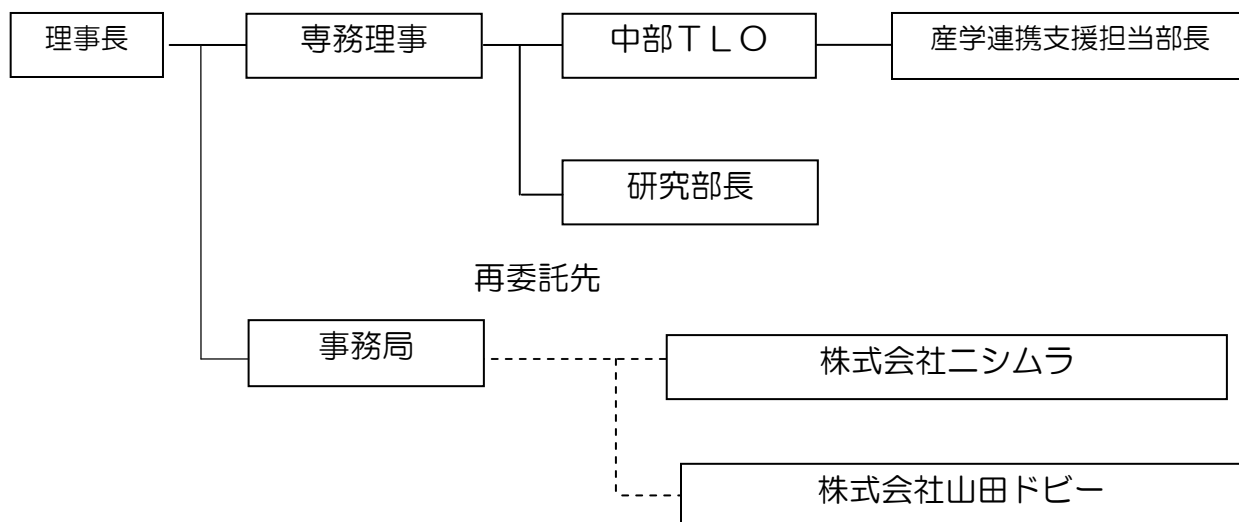 理事長
専務理事
中部TLO
産学連携支援担当部長
研究部長
再委託先
事務局
株式会社ニシムラ
株式会社山田ドビー